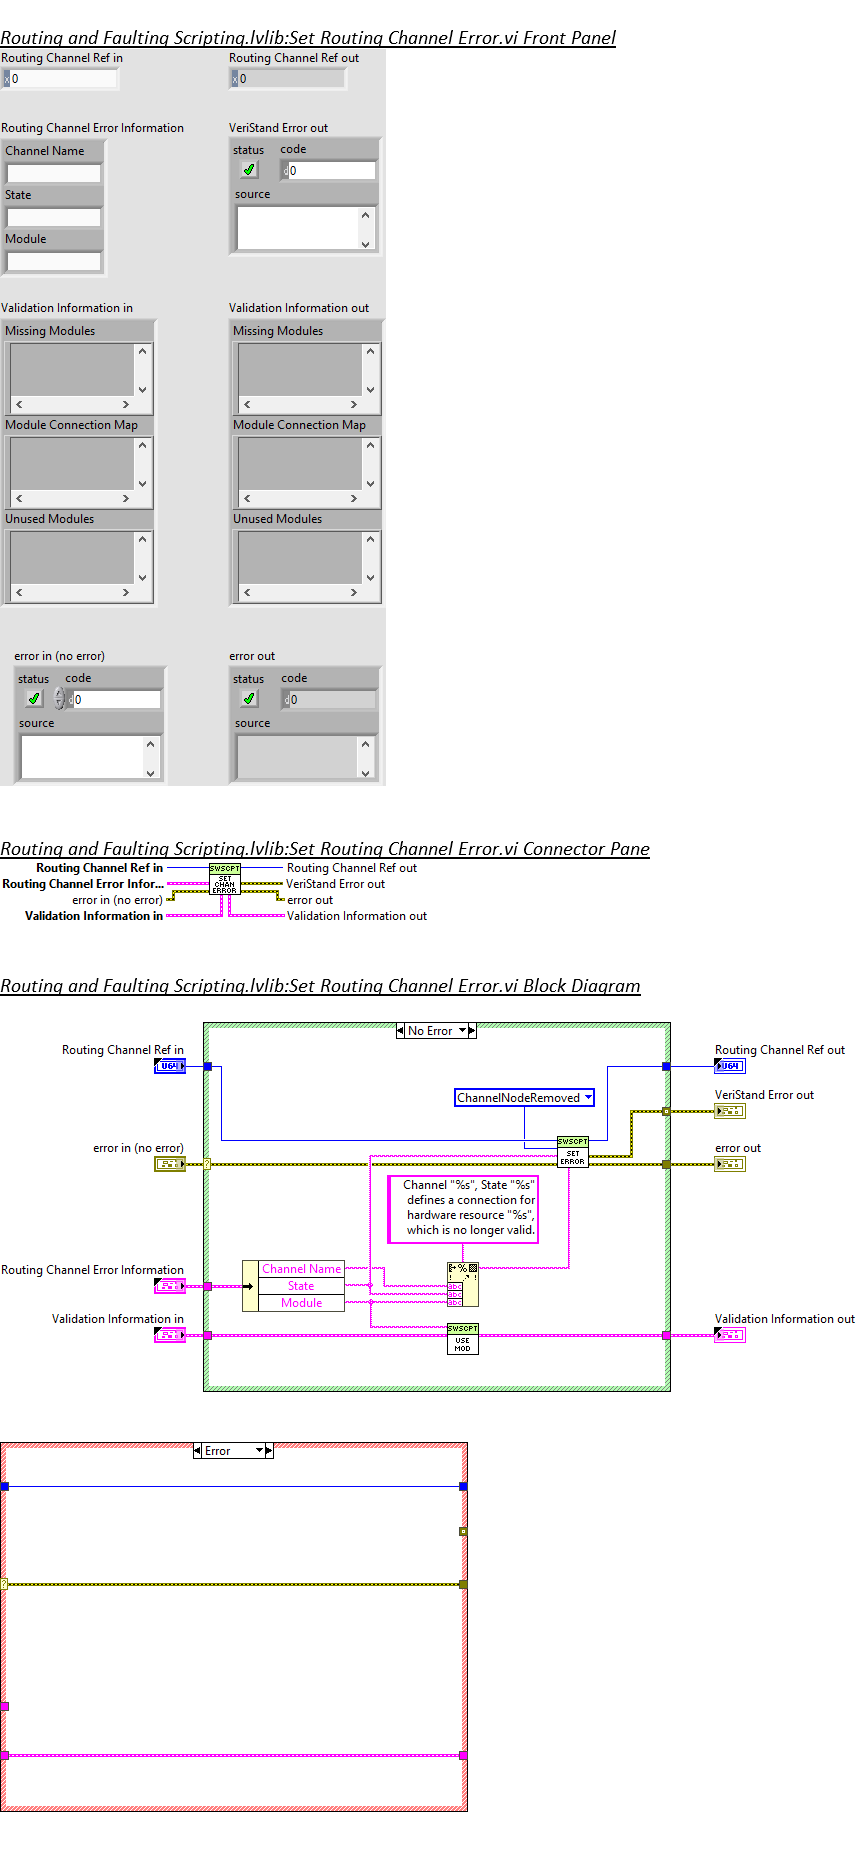 Routing and Faulting Scripting.lvlib:Set Routing Channel Error.vi Front Panel
Routing Channel Ref in
Routing Channel Ref out
x 0
x 0
Routing Channel Error Information
VeriStand Error out
Channel Name
State
Module
status
code
d 0
source
Validation Information in
Validation Information out
Missing Modules
Missing Modules
Module Connection Map
Module Connection Map
Unused Modules
Unused Modules
error in (no error)
error out
status
code
d 0
source
status
code
d 0
source
Routing and Faulting Scripting.lvlib:Set Routing Channel Error.vi Connector Pane
Routing Channel Ref in
Routing Channel Error Infor...
error in (no error)
Validation Information in
SWSCPT
SET
CHAN
ERROR
Routing Channel Ref out
VeriStand Error out
error out
Validation Information out
Routing and Faulting Scripting.lvlib:Set Routing Channel Error.vi Block Diagram
No Error
Routing Channel Ref in
U64
Routing Channel Ref out
U64
ChannelNodeRemoved
VeriStand Error out
error in (no error)
?
SWSCPT
SET
ERROR
error out
Channel "%s", State "%s"
defines a connection for
hardware resource "%s",
which is no longer valid.
Routing Channel Error Information
Channel Name
State
Module
abc
abc
abc
Validation Information in
SWSCPT
USE
MOD
Validation Information out
Error
?